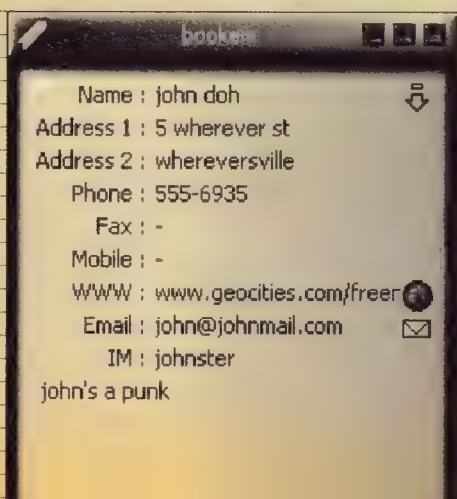 Name : john doh
Address 1 : 5 wherever st
Address 2 : whereversville
Phone : 555-6935
Fax : -
Mobile : -
WWW : www.geocities.com/freer
Email : john@johnmail.com
IM : johnster
john's a punk